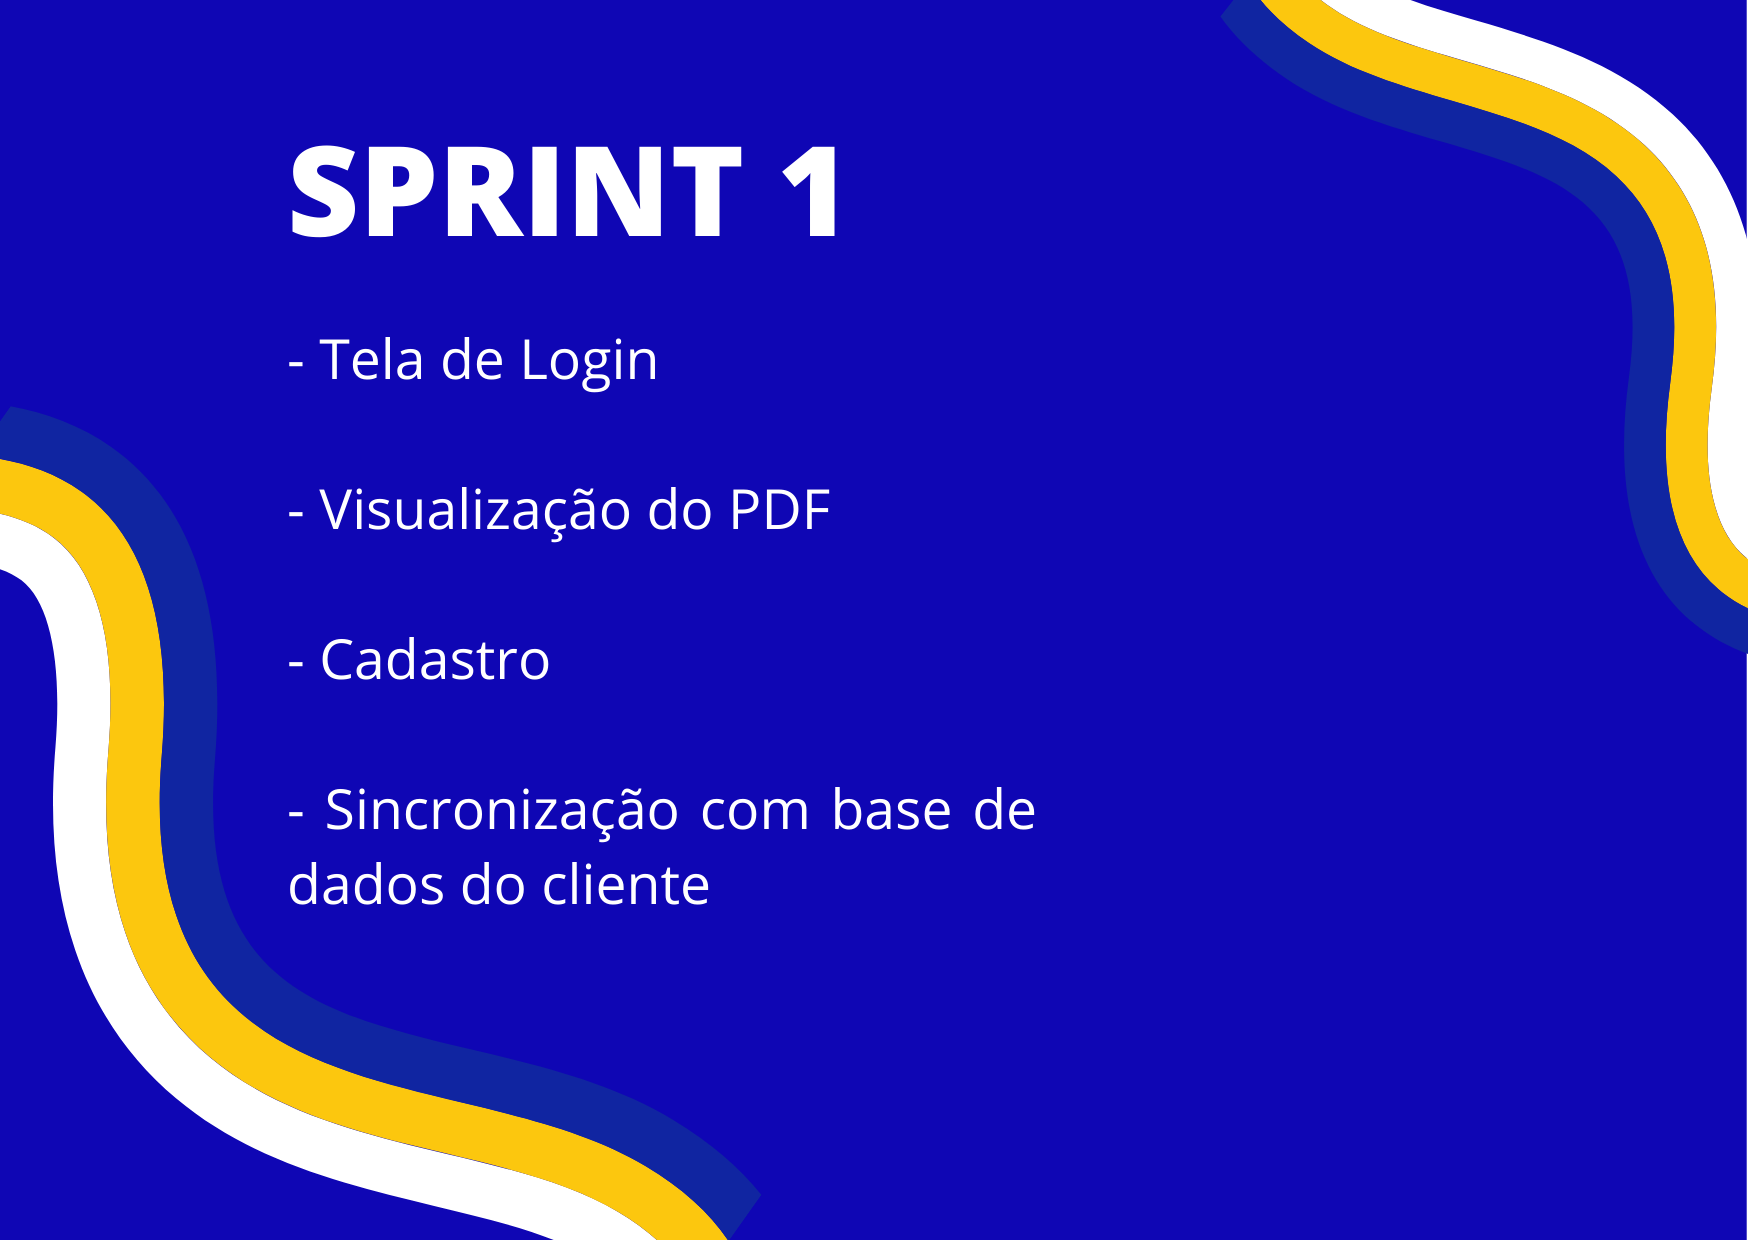 SPRINT 1
- Tela de Login
- Visualização do PDF
- Cadastro
- Sincronização com base de
dados do cliente